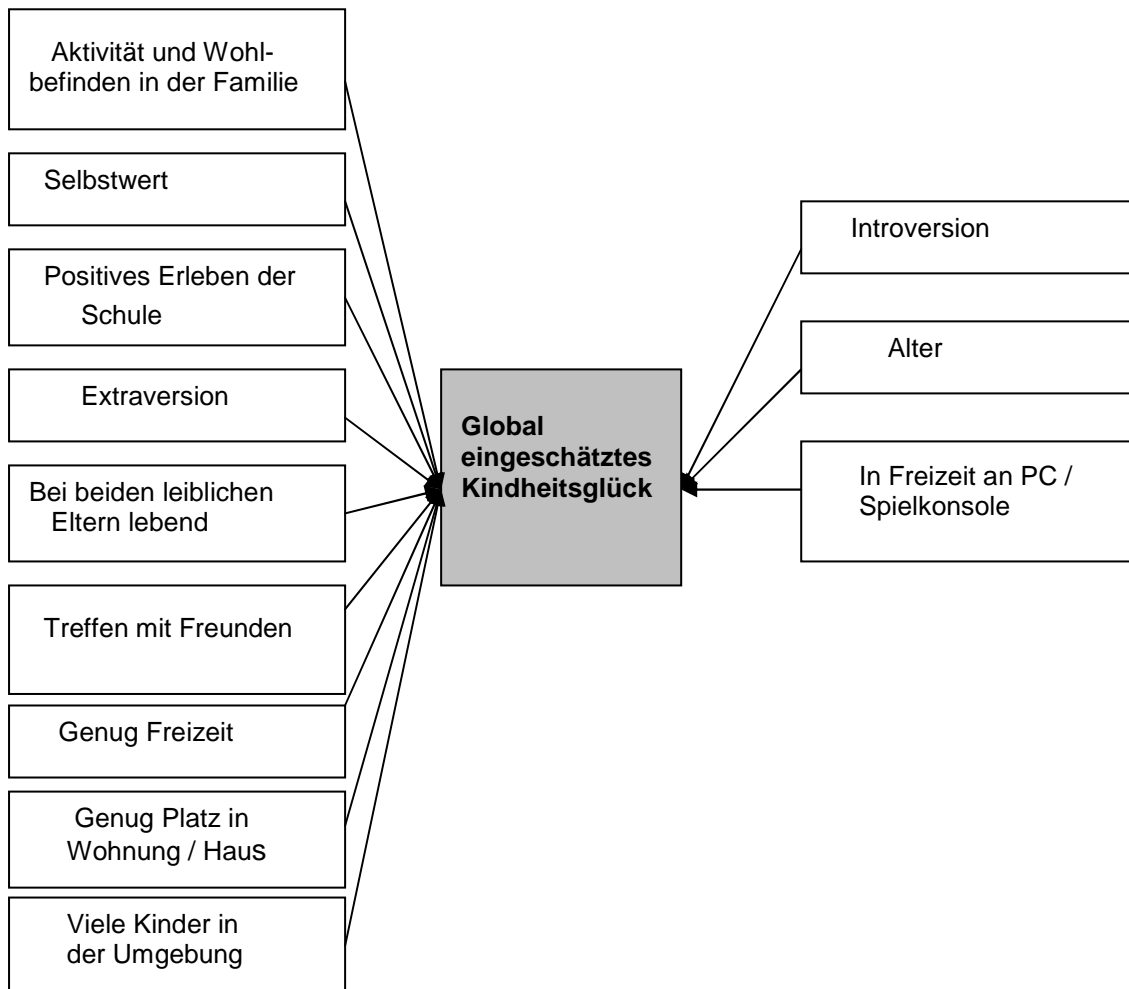 Aktivität und Wohl-
befinden in der Familie
Selbstwert
Positives Erleben der
Schule
Extraversion
Bei beiden leiblichen
Eltern lebend
Treffen mit Freunden
Genug Freizeit
Genug Platz in
Wohnung / Haus
Viele Kinder in
der Umgebung
Global
eingeschätztes
Kindheitsglück
Introversion
Alter
In Freizeit an PC /
Spielkonsole